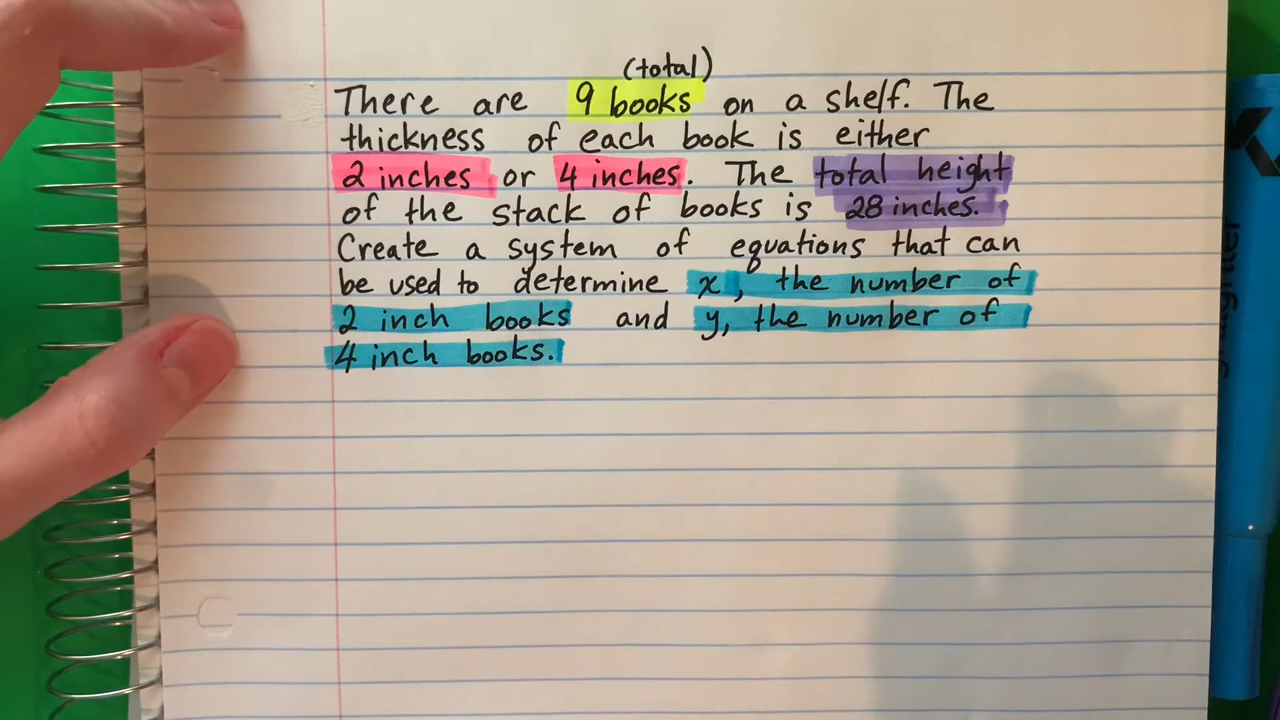 (total)
There are 9 books on a shelf. The
thickness of each book is either
2 inches or 4 inches. The total height
of the stack of books is 28 inches.
Create a system of equations that can
be used to determine x, the number of
2 inch books and y, the number of
4 inch books.